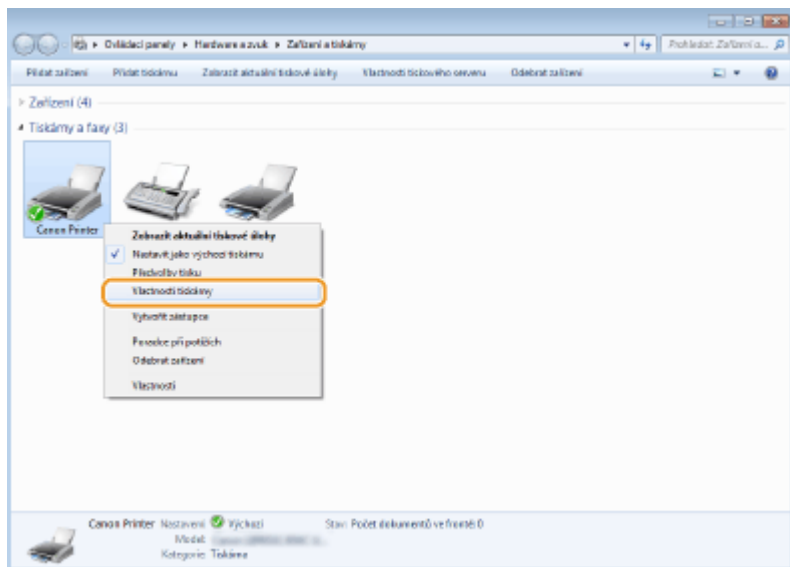 Ovládací panely ▸ Hardware a zvuk ▸ Zařízení a tiskárny
Prohledat: Zařízení a...
Přidat zařízení Přidat tiskárnu Zobrazit aktuální tiskové úlohy Vlastnosti tiskového serveru Odebrat zařízení
Zařízení (4)
Tiskárny a faxy (3)
Canon Printer
Zobrazit aktuální tiskové úlohy
Nastavit jako výchozí tiskárnu
Předvolby tisku
Vlastnosti tiskárny
Vytvořit zástupce
Poradce při potížích
Odebrat zařízení
Vlastnosti
Canon Printer Nastavení Výchozí Stav: Počet dokumentů ve frontě: 0
Model:
Kategorie: Tiskárna